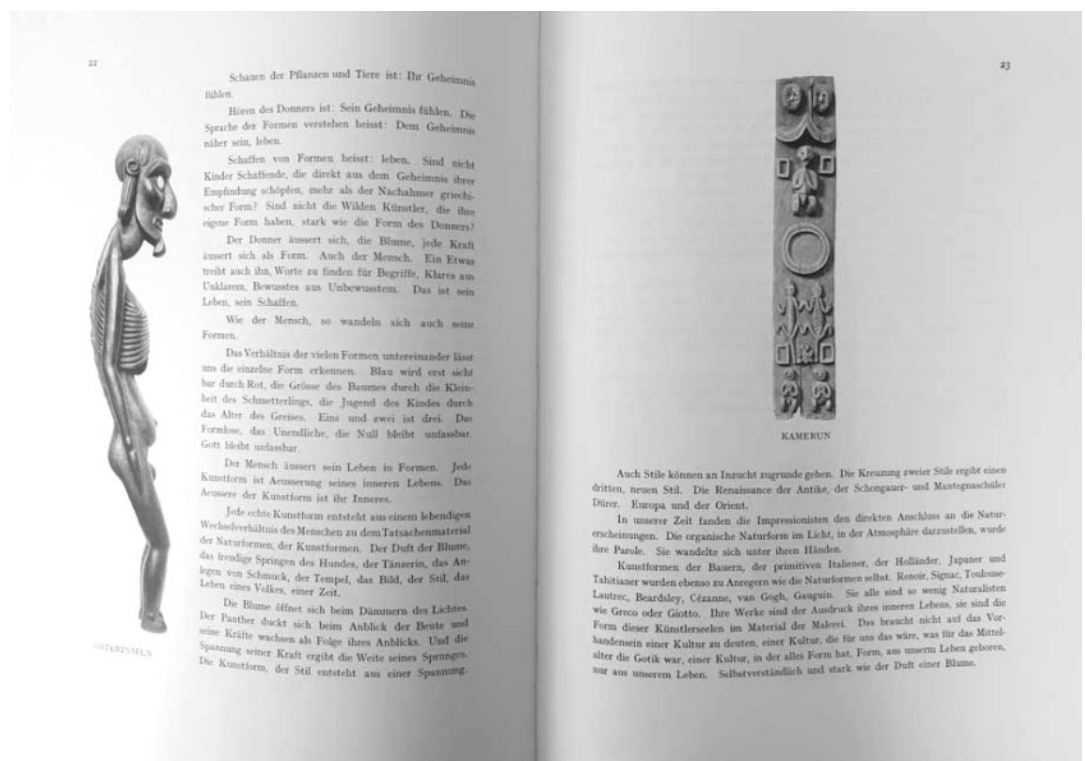 22
Schauen der Pflanzen und Tiere ist: Ihr Geheimnis
fühlen.
Hören des Donners ist: Sein Geheimnis fühlen. Die
Sprache der Formen verstehen heisst: Dem Geheimnis
näher sein, leben.
Schaffen von Formen heisst: leben. Sind nicht
Kinder Schaffende, die direkt aus dem Geheimnis ihrer
Empfindung schöpfen, mehr als der Nachahmer griechi-
scher Form? Sind nicht die Wilden Künstler, die ihre
eigene Form haben, stark wie die Form des Donners?
Der Donner äussert sich, die Blume, jede Kraft
äussert sich als Form. Auch der Mensch. Ein Etwas
treibt auch ihn, Worte zu finden für Begriffe, Klares aus
Unklarem, Bewusstes aus Unbewusstem. Das ist sein
Leben, sein Schaffen.
Wie der Mensch, so wandeln sich auch seine
Formen.
Das Verhältnis der vielen Formen untereinander lässt
uns die einzelne Form erkennen. Blau wird erst sicht
bar durch Rot, die Grösse des Baumes durch die Klein-
heit des Schmetterlings, die Jugend des Kindes durch
das Alter des Greises. Eins und zwei ist drei. Das
Formlose, das Unendliche, die Null bleibt unfassbar.
Gott bleibt unfassbar.
Der Mensch äussert sein Leben in Formen. Jede
Kunstform ist Aeusserung seines inneren Lebens. Das
Aeussere der Kunstform ist ihr Inneres.
Jede echte Kunstform entsteht aus einem lebendigen
Wechselverhältnis des Menschen zu dem Tatsachenmaterial
der Naturformen, der Kunstformen. Der Duft der Blume,
das freudige Springen des Hundes, der Tänzerin, das An-
legen von Schmuck, der Tempel, das Bild, der Stil, das
Leben eines Volkes, einer Zeit.
Die Blume öffnet sich beim Dämmern des Lichtes.
Der Panther duckt sich beim Anblick der Beute und
seine Kräfte wachsen als Folge ihres Anblicks. Und die
Spannung seiner Kraft ergibt die Weite seines Sprunges.
Die Kunstform, der Stil entsteht aus einer Spannung.
OSTERINSELN
23
KAMERUN
Auch Stile können an Inzucht zugrunde gehen. Die Kreuzung zweier Stile ergibt einen
dritten, neuen Stil. Die Renaissance der Antike, der Schongauer- und Mantegnaschüler
Dürer. Europa und der Orient.
In unserer Zeit fanden die Impressionisten den direkten Anschluss an die Natur-
erscheinungen. Die organische Naturform im Licht, in der Atmosphäre darzustellen, wurde
ihre Parole. Sie wandelte sich unter ihren Händen.
Kunstformen der Bauern, der primitiven Italiener, der Holländer, Japaner und
Tahitianer wurden ebenso zu Anregern wie die Naturformen selbst. Renoir, Signac, Toulouse-
Lautrec, Beardsley, Cézanne, van Gogh, Gauguin. Sie alle sind so wenig Naturalisten
wie Greco oder Giotto. Ihre Werke sind der Ausdruck ihres inneren Lebens, sie sind die
Form dieser Künstlerseelen im Material der Malerei. Das braucht nicht auf das Vor-
handensein einer Kultur zu deuten, einer Kultur, die für uns das wäre, was für das Mittel-
alter die Gotik war, einer Kultur, in der alles Form hat, Form, aus unserm Leben geboren,
nur aus unserem Leben. Selbstverständlich und stark wie der Duft einer Blume.